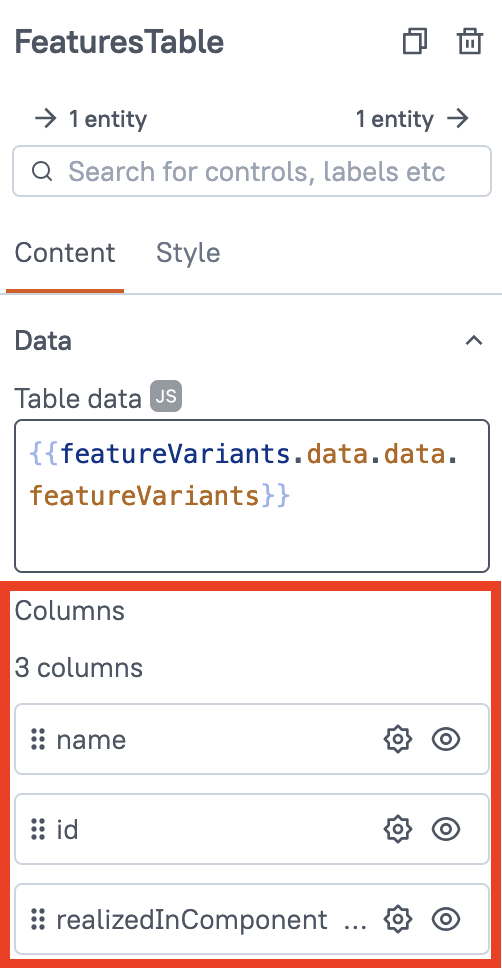 FeaturesTable
1 entity
1 entity
Search for controls, labels etc
Content Style
Data
Table data JS
{{featureVariants.data.data.
featureVariants}}
Columns
3 columns
name
id
realizedInComponent ...